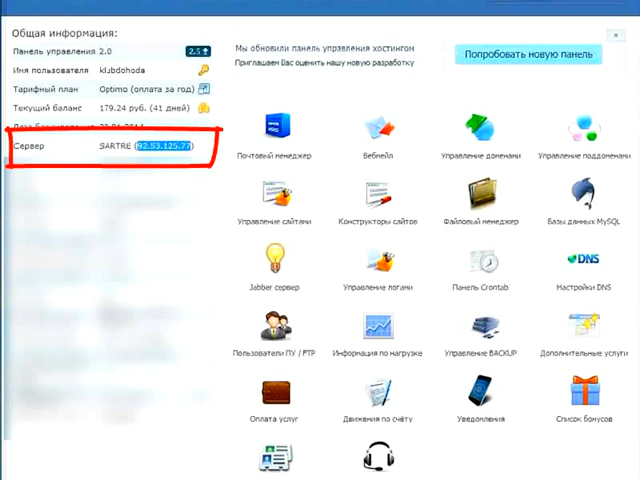 Общая информация:
Панель управления 2.0 2.5
Имя пользователя klubdohoda
Тарифный план Optimo (оплата за год)
Текущий баланс 179.24 руб. (41 дней)
Сервер SARTRE (92.53.125.77)
Мы обновили панель управления хостингом
Приглашаем Вас оценить нашу новую разработку
Попробовать новую панель
Почтовый менеджер
Вебнейл
Управление доменами
Управление поддоменами
Управление сайтами
Конструкторы сайтов
Файловый менеджер
Базы данных MySQL
Jabber сервер
Управление логами
Панель Crontab
DNS
Настройки DNS
Пользователи ПУ / FTP
Информация по нагрузке
Управление BACKUP
Дополнительные услуги
Оплата услуг
Движения по счёту
Уведомления
Список бонусов